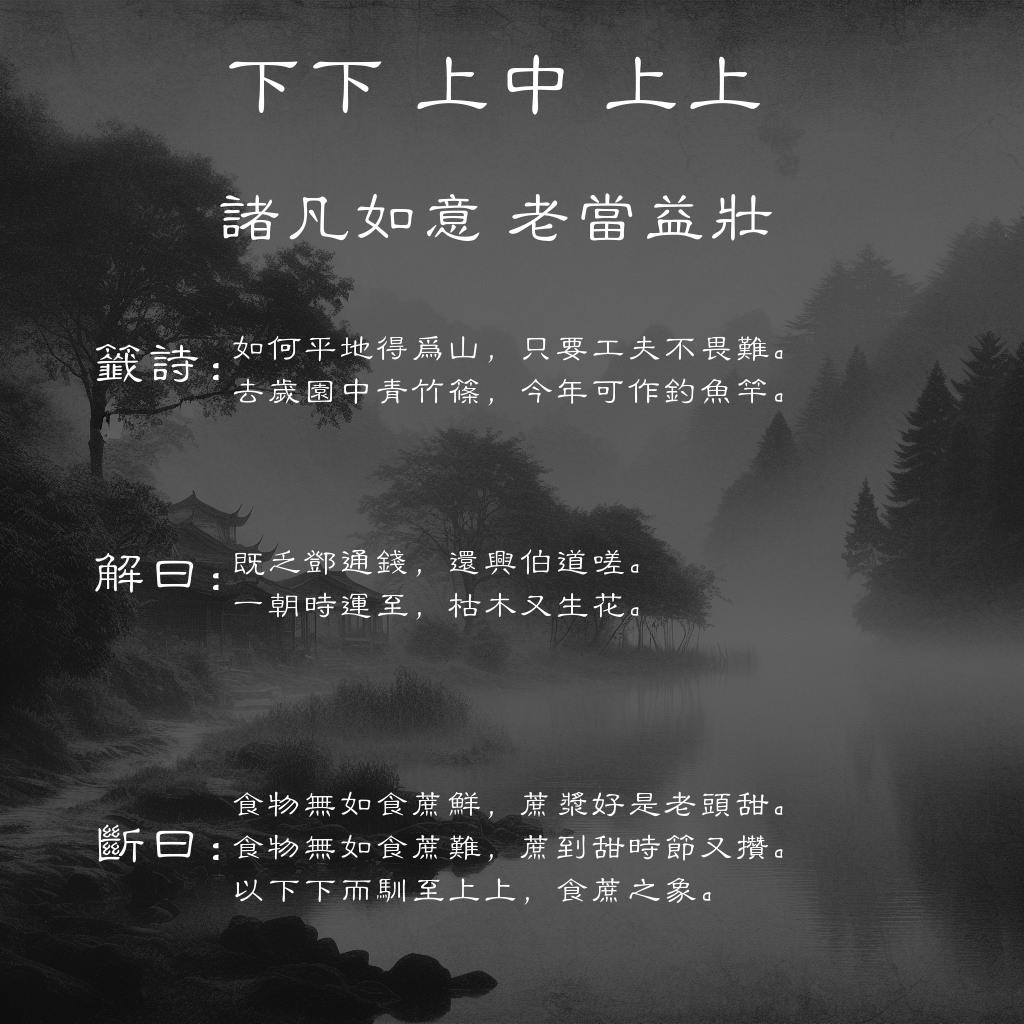 下下 上中 上上
諸凡如意 老當益壯
籤詩：如何平地得爲山，只要工夫不畏難。
去歲園中青竹篠，今年可作釣魚竿。
解曰：既乏鄧通錢，還興伯道嗟。
一朝時運至，枯木又生花。
斷曰：食物無如食蔗鮮，蔗漿好是老頭甜。
食物無如食蔗難，蔗到甜時節又攢。
以下下而馴至上上，食蔗之象。